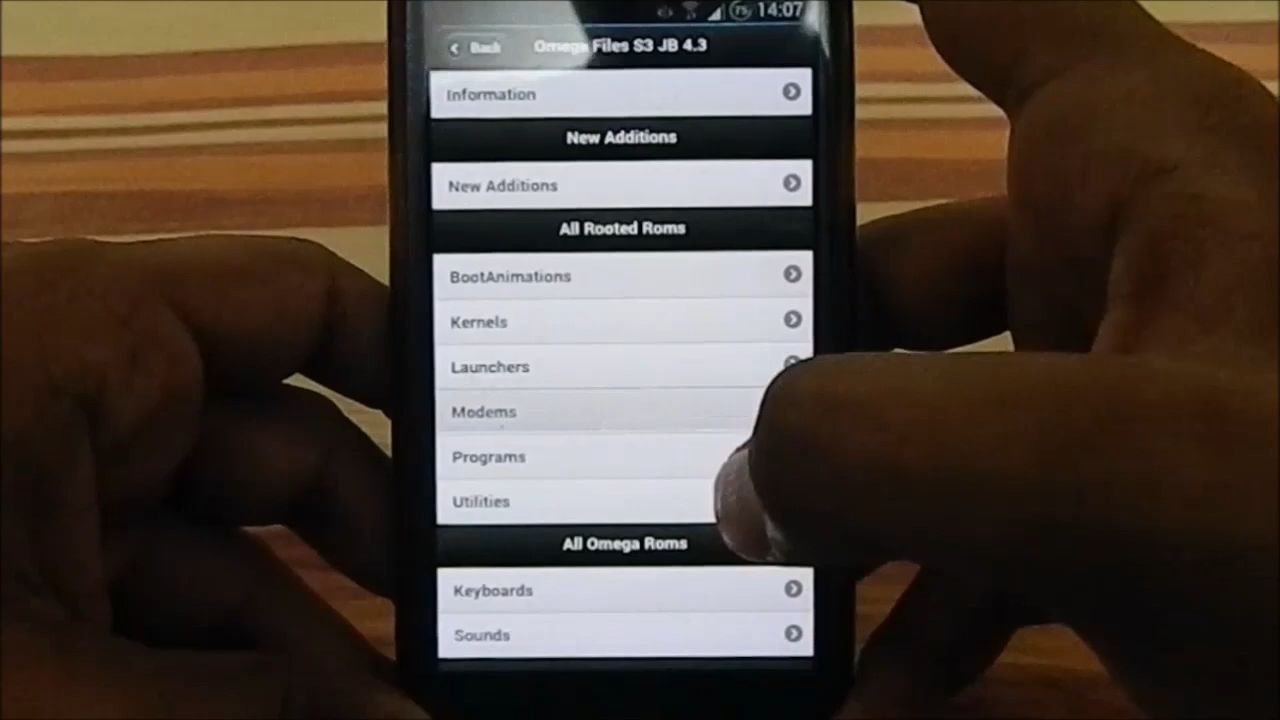 75 14:07
Back Omega Files S3 JB 4.3
Information
New Additions
New Additions
All Rooted Roms
BootAnimations
Kernels
Launchers
Modems
Programs
Utilities
All Omega Roms
Keyboards
Sounds